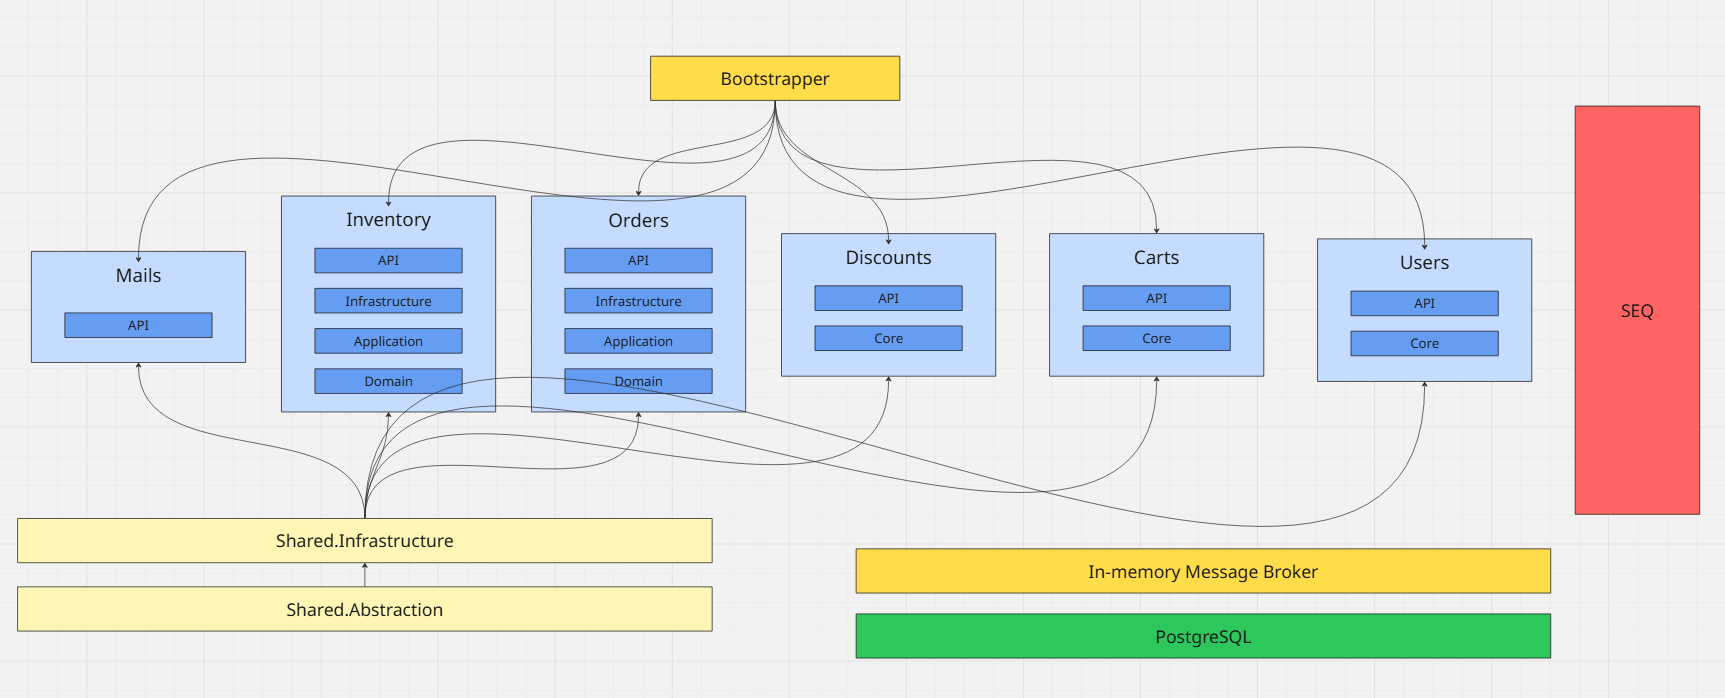 Bootstrapper
Mails
API
Inventory
API
Infrastructure
Application
Domain
Orders
API
Infrastructure
Application
Domain
Discounts
API
Core
Carts
API
Core
Users
API
Core
SEQ
Shared.Infrastructure
Shared.Abstraction
In-memory Message Broker
PostgreSQL